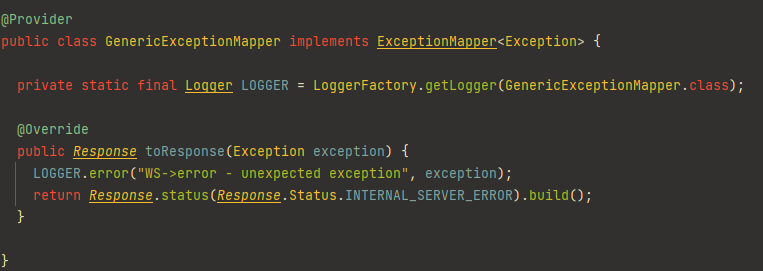 @Provider
public class GenericExceptionMapper implements ExceptionMapper<Exception> {
private static final Logger LOGGER = LoggerFactory.getLogger(GenericExceptionMapper.class);
@Override
public Response toResponse(Exception exception) {
LOGGER.error("WS->error - unexpected exception", exception);
return Response.status(Response.Status.INTERNAL_SERVER_ERROR).build();
}
}